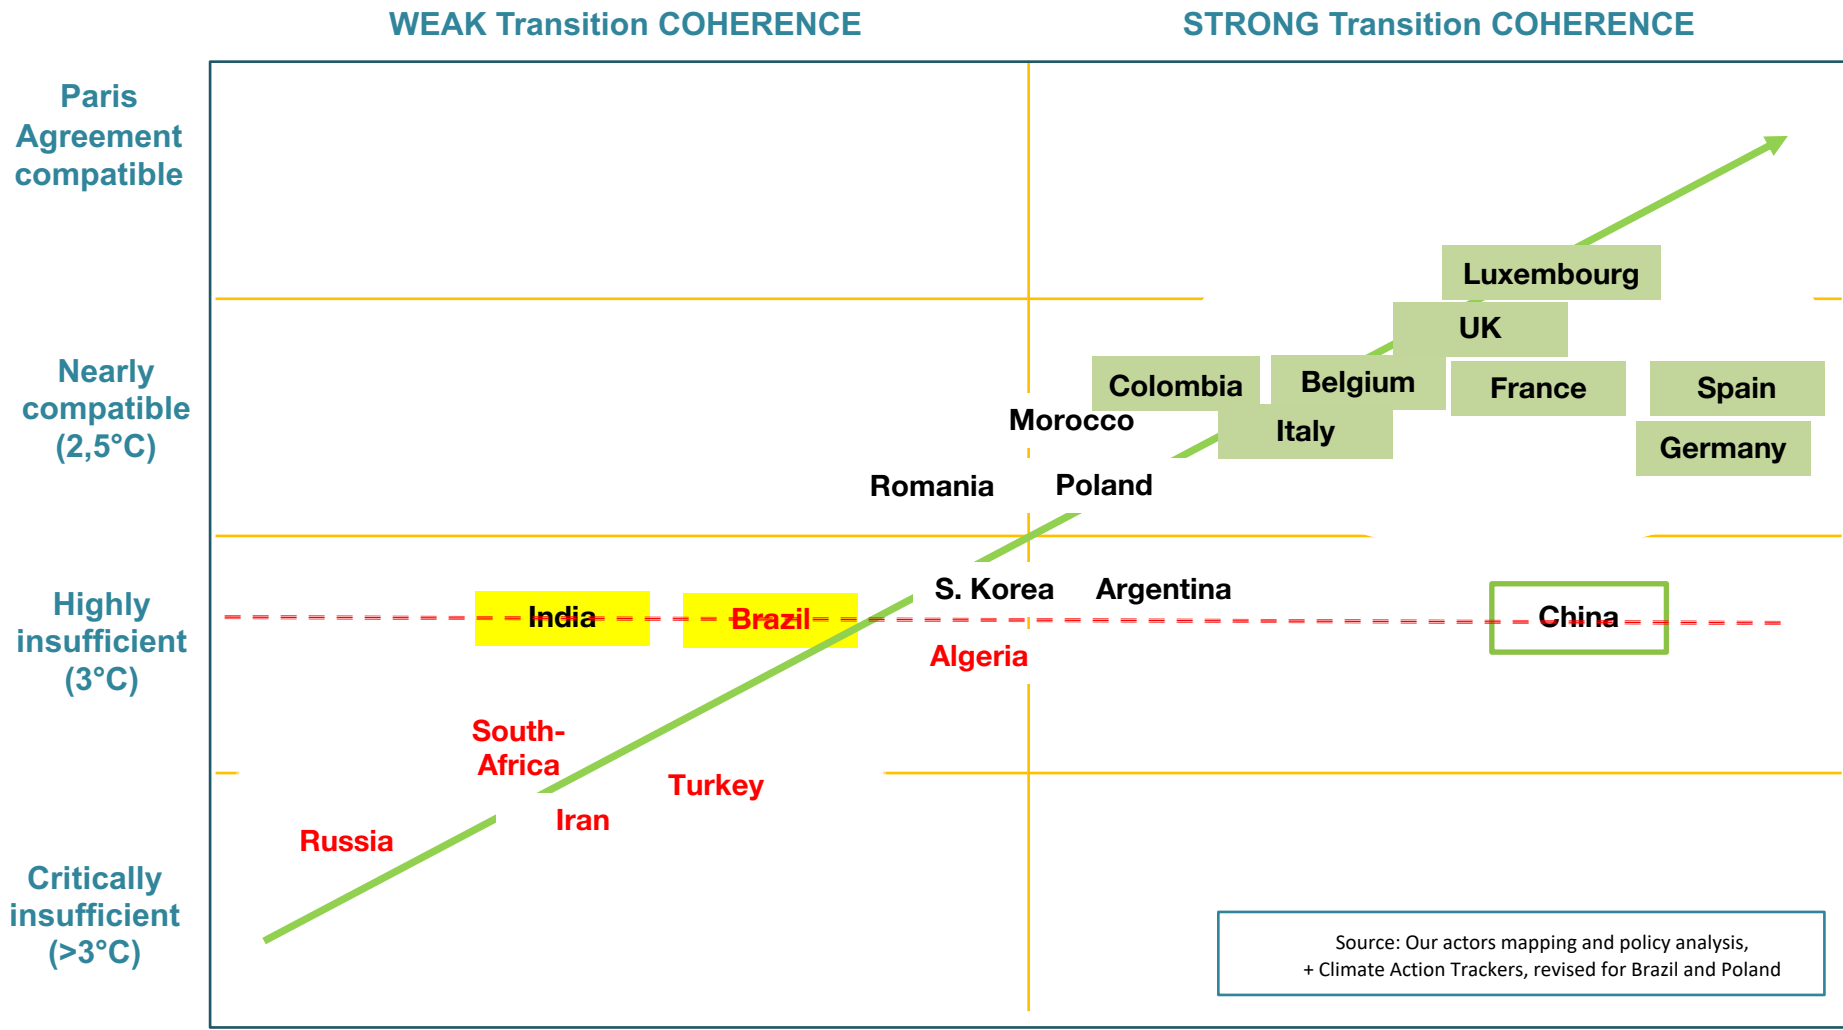 WEAK Transition COHERENCE
STRONG Transition COHERENCE
Paris
Agreement
compatible
Luxembourg
UK
Nearly
compatible
(2,5°C)
Colombia
Belgium
France
Spain
Morocco
Italy
Germany
Romania
Poland
Highly
insufficient
(3°C)
India
Brazil
S. Korea
Argentina
China
Algeria
South-
Africa
Turkey
Iran
Russia
Critically
insufficient
(>3°C)
Source: Our actors mapping and policy analysis,
+ Climate Action Trackers, revised for Brazil and Poland